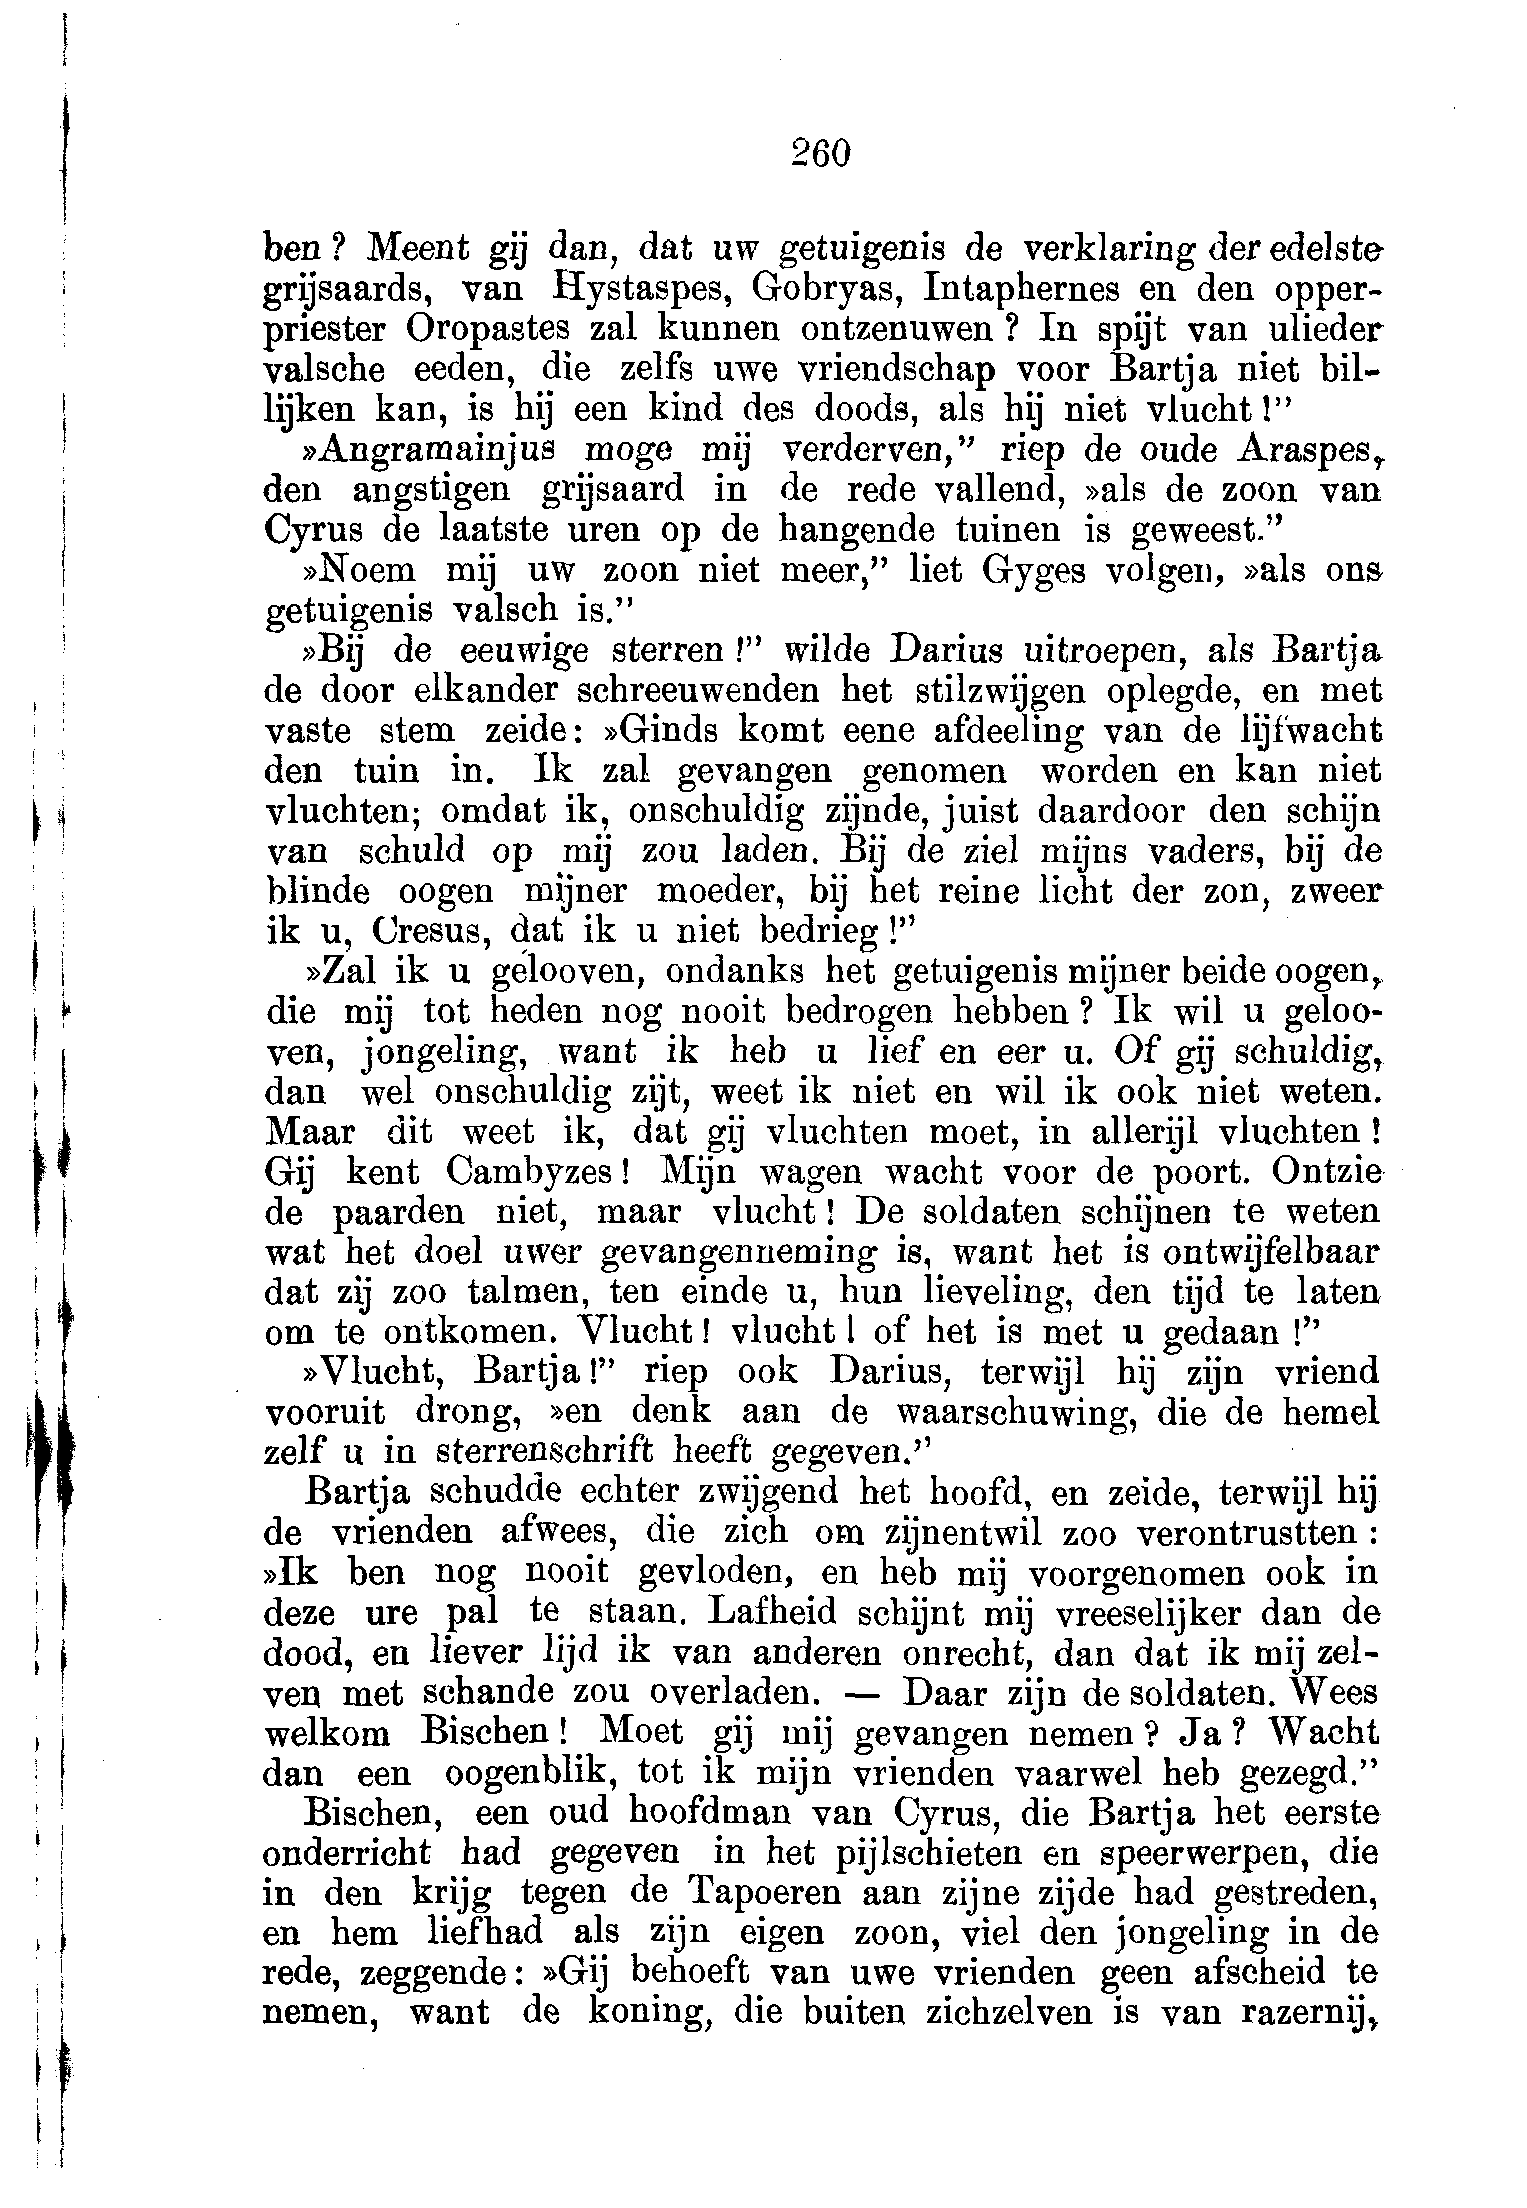 260
ben? Meent gij dan, dat uw getuigenis de verklaring der edelste
grijsaards, van Hystaspes, Gobryas, Intaphernes en den opper-
priester Oropastes zal kunnen ontzenuwen? In spijt van ulieder
valsche eeden, die zelfs uwe vriendschap voor Bartja niet bil-
lijken kan, is hij een kind des doods, als hij niet vlucht!”
»Angramainjus moge mij verderven,” riep de oude Araspes,
den angstigen grijsaard in de rede vallend, »als de zoon van
Cyrus de laatste uren op de hangende tuinen is geweest.”
»Noem mij uw zoon niet meer,” liet Gyges volgen, »als ons
getuigenis valsch is.”
»Bij de eeuwige sterren!” wilde Darius uitroepen, als Bartja
de door elkander schreeuwenden het stilzwijgen oplegde, en met
vaste stem zeide: »Ginds komt eene afdeeling van de lijfwacht
den tuin in. Ik zal gevangen genomen worden en kan niet
vluchten; omdat ik, onschuldig zijnde, juist daardoor den schijn
van schuld op mij zou laden. Bij de ziel mijns vaders, bij de
blinde oogen mijner moeder, bij het reine licht der zon, zweer
ik u, Cresus, dat ik u niet bedrieg!”
»Zal ik u gelooven, ondanks het getuigenis mijner beide oogen,
die mij tot heden nog nooit bedrogen hebben? Ik wil u geloo-
ven, jongeling, want ik heb u lief en eer u. Of gij schuldig,
dan wel onschuldig zijt, weet ik niet en wil ik ook niet weten.
Maar dit weet ik, dat gij vluchten moet, in allerijl vluchten!
Gij kent Cambyzes! Mijn wagen wacht voor de poort. Ontzie
de paarden niet, maar vlucht! De soldaten schijnen te weten
wat het doel uwer gevangenneming is, want het is ontwijfelbaar
dat zij zoo talmen, ten einde u, hun lieveling, den tijd te laten
om te ontkomen. Vlucht! vlucht! of het is met u gedaan!”
»Vlucht, Bartja!” riep ook Darius, terwijl hij zijn vriend
vooruit drong, »en denk aan de waarschuwing, die de hemel
zelf u in sterrenschrift heeft gegeven.”
Bartja schudde echter zwijgend het hoofd, en zeide, terwijl hij
de vrienden afwees, die zich om zijnentwil zoo verontrustten:
»Ik ben nog nooit gevloden, en heb mij voorgenomen ook in
deze ure pal te staan. Lafheid schijnt mij vreeselijker dan de
dood, en liever lijd ik van anderen onrecht, dan dat ik mij zel-
ven met schande zou overladen. — Daar zijn de soldaten. Wees
welkom Bischen! Moet gij mij gevangen nemen? Ja? Wacht
dan een oogenblik, tot ik mijn vrienden vaarwel heb gezegd.”
Bischen, een oud hoofdman van Cyrus, die Bartja het eerste
onderricht had gegeven in het pijlschieten en speerwerpen, die
in den krijg tegen de Tapoeren aan zijne zijde had gestreden,
en hem liefhad als zijn eigen zoon, viel den jongeling in de
rede, zeggende: »Gij behoeft van uwe vrienden geen afscheid te
nemen, want de koning, die buiten zichzelven is van razernij,